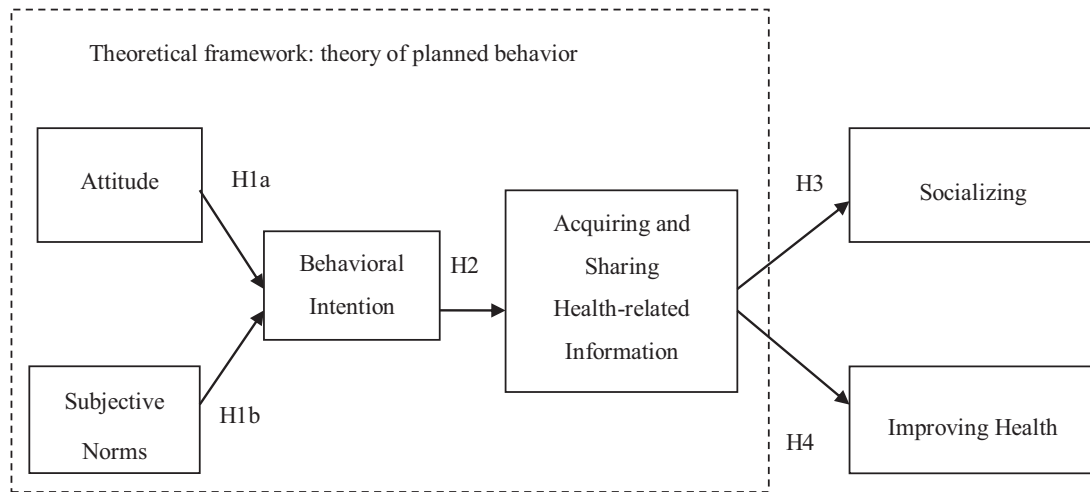 Theoretical framework: theory of planned behavior
Attitude
H1a
Subjective
Norms
H1b
Behavioral
Intention
H2
Acquiring and
Sharing
Health-related
Information
H3
Socializing
H4
Improving Health